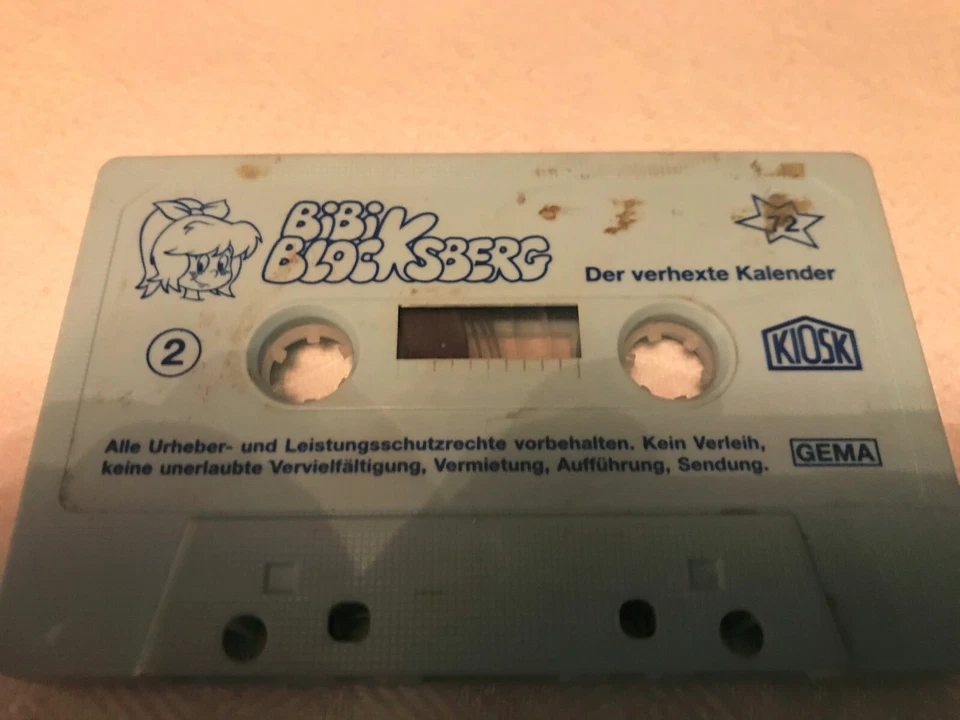 BiBi
BLOCKSBERG
72
Der verhexte Kalender
2
KIOSK
Alle Urheber- und Leistungsschutzrechte vorbehalten. Kein Verleih,
keine unerlaubte Vervielfältigung, Vermietung, Aufführung, Sendung.
GEMA